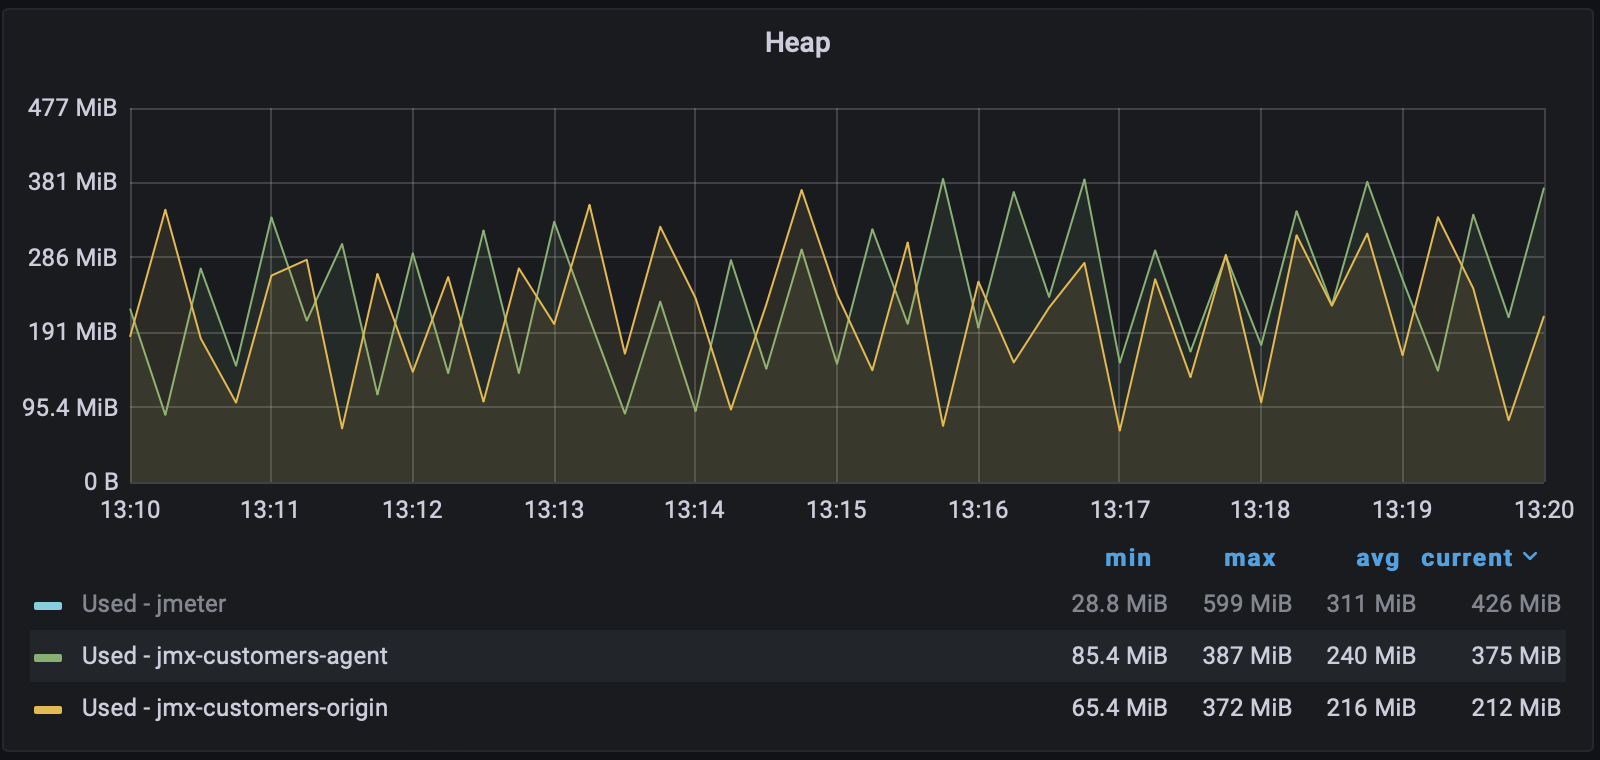 Heap
477 MiB
381 MiB
286 MiB
191 MiB
95.4 MiB
0 B
13:10 13:11 13:12 13:13 13:14 13:15 13:16 13:17 13:18 13:19 13:20
min max avg current
Used - jmeter 28.8 MiB 599 MiB 311 MiB 426 MiB
Used - jmx-customers-agent 85.4 MiB 387 MiB 240 MiB 375 MiB
Used - jmx-customers-origin 65.4 MiB 372 MiB 216 MiB 212 MiB